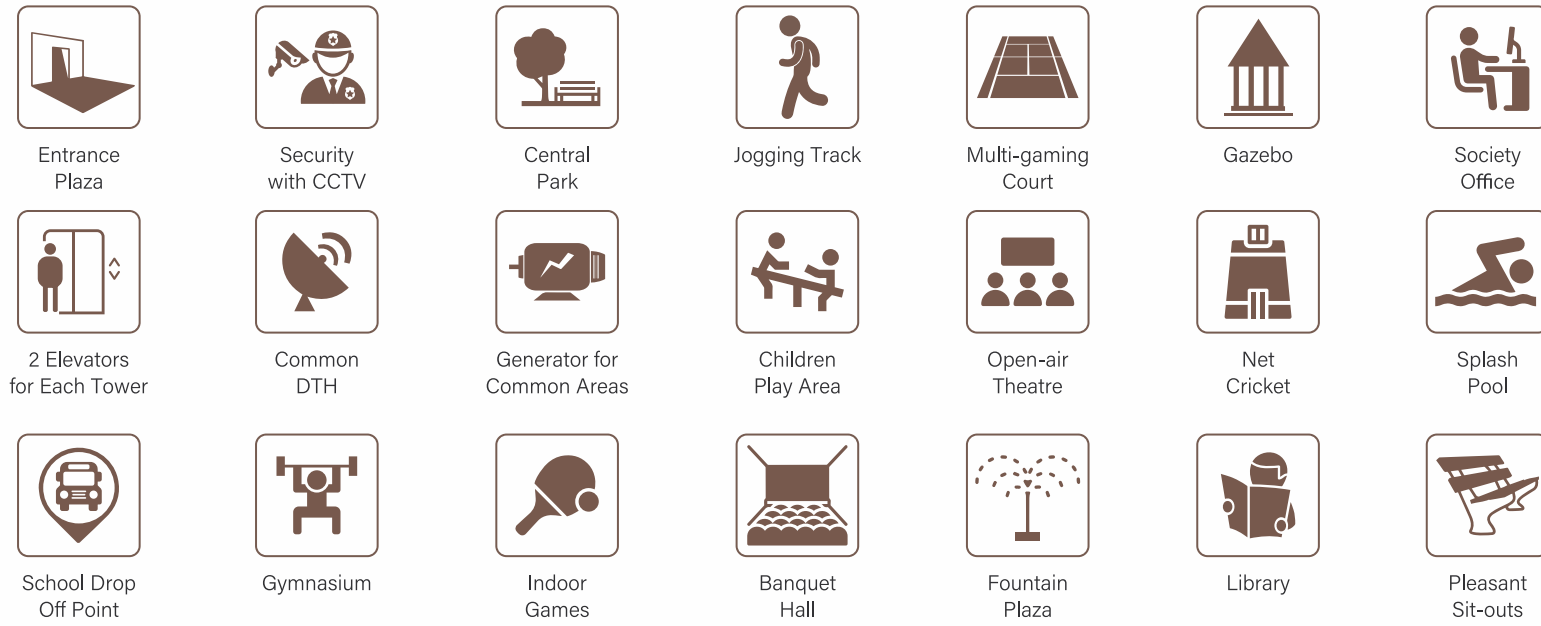 Entrance
Plaza
Security
with CCTV
Central
Park
Jogging Track
Multi-gaming
Court
Gazebo
Society
Office
2 Elevators
for Each Tower
Common
DTH
Generator for
Common Areas
Children
Play Area
Open-air
Theatre
Net
Cricket
Splash
Pool
School Drop
Off Point
Gymnasium
Indoor
Games
Banquet
Hall
Fountain
Plaza
Library
Pleasant
Sit-outs